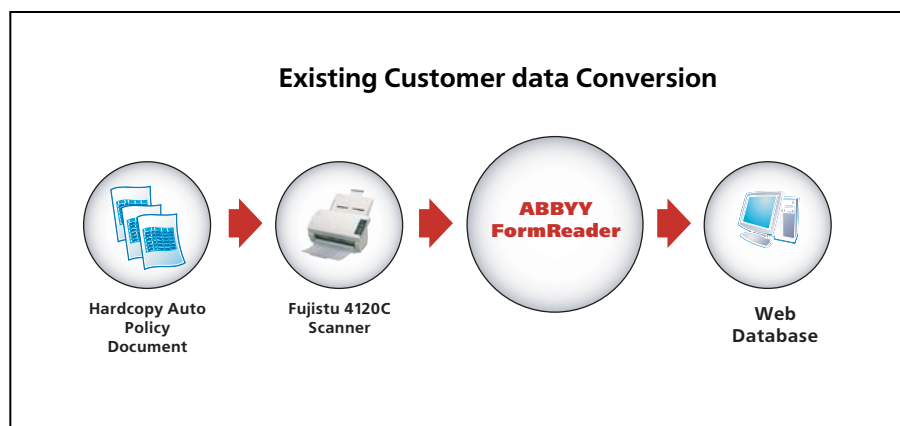 Existing Customer data Conversion
ABBYY
FormReader
Hardcopy Auto
Policy
Document
Fujistu 4120C
Scanner
Web
Database